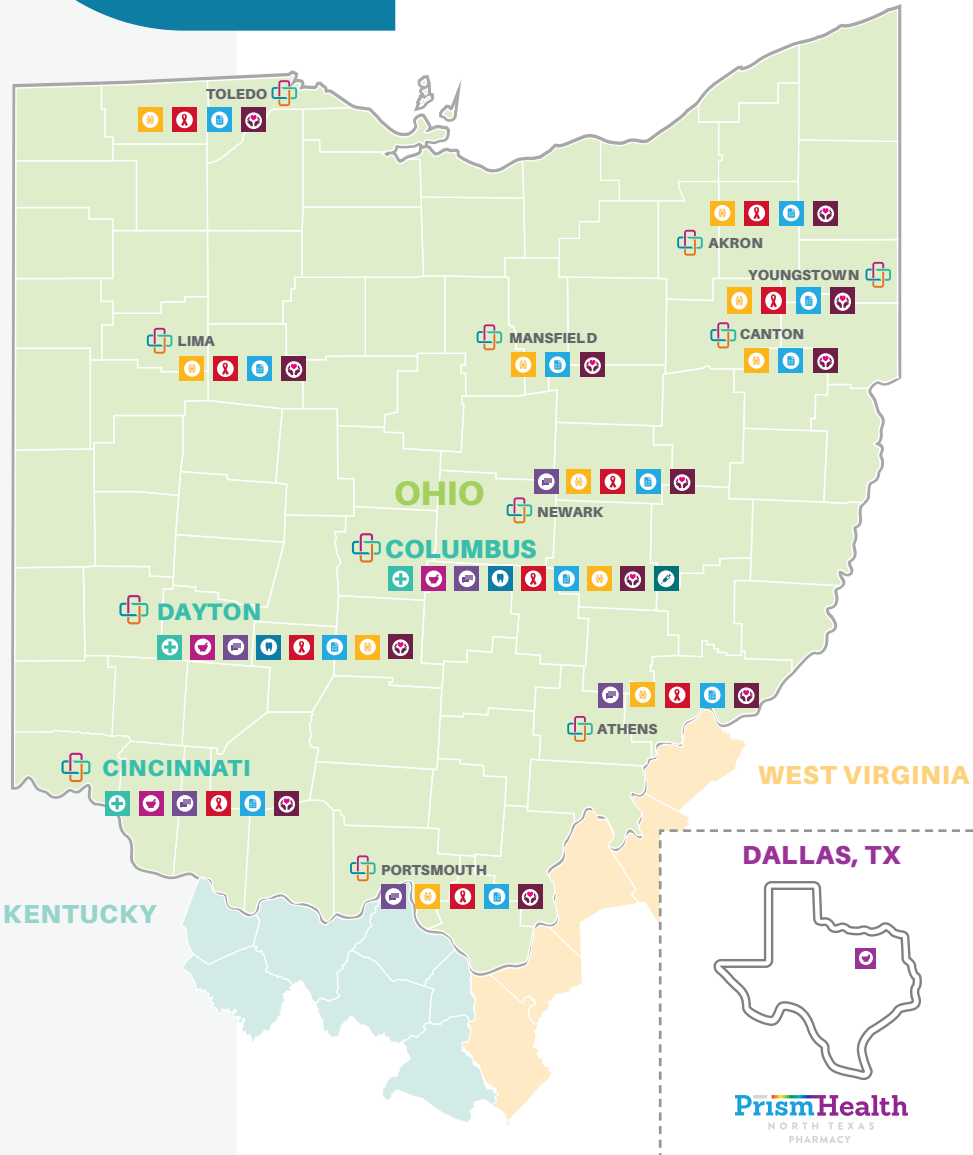 TOLEDO
AKRON
YOUNGSTOWN
LIMA
MANSFIELD
CANTON
OHIO
NEWARK
COLUMBUS
DAYTON
ATHENS
CINCINNATI
WEST VIRGINIA
PORTSMOUTH
KENTUCKY
DALLAS, TX
PrismHealth
NORTH TEXAS
PHARMACY